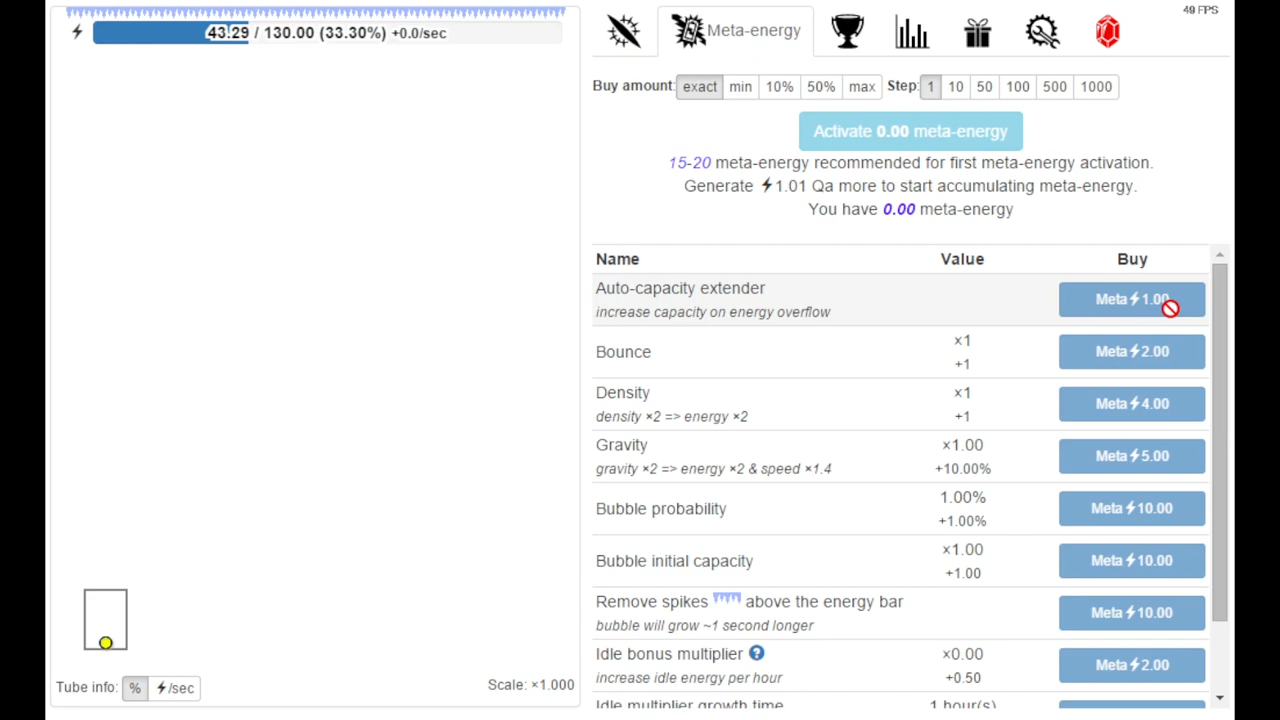 49 FPS
43.29 / 130.00 (33.30%) +0.0/sec
Meta-energy
Buy amount: exact min 10% 50% max Step: 1 10 50 100 500 1000
Activate 0.00 meta-energy
15-20 meta-energy recommended for first meta-energy activation.
Generate 1.01 Qa more to start accumulating meta-energy.
You have 0.00 meta-energy
Name Value Buy
Auto-capacity extender
increase capacity on energy overflow
Meta 1.00
Bounce
×1
+1
Meta 2.00
Density
density ×2 => energy ×2
×1
+1
Meta 4.00
Gravity
gravity ×2 => energy ×2 & speed ×1.4
×1.00
+10.00%
Meta 5.00
Bubble probability
1.00%
+1.00%
Meta 10.00
Bubble initial capacity
×1.00
+1.00
Meta 10.00
Remove spikes above the energy bar
bubble will grow ~1 second longer
Meta 10.00
Idle bonus multiplier ?
increase idle energy per hour
×0.00
+0.50
Meta 2.00
Idle multiplier growth time 1 hour(s)
Tube info: % /sec
Scale: ×1.000